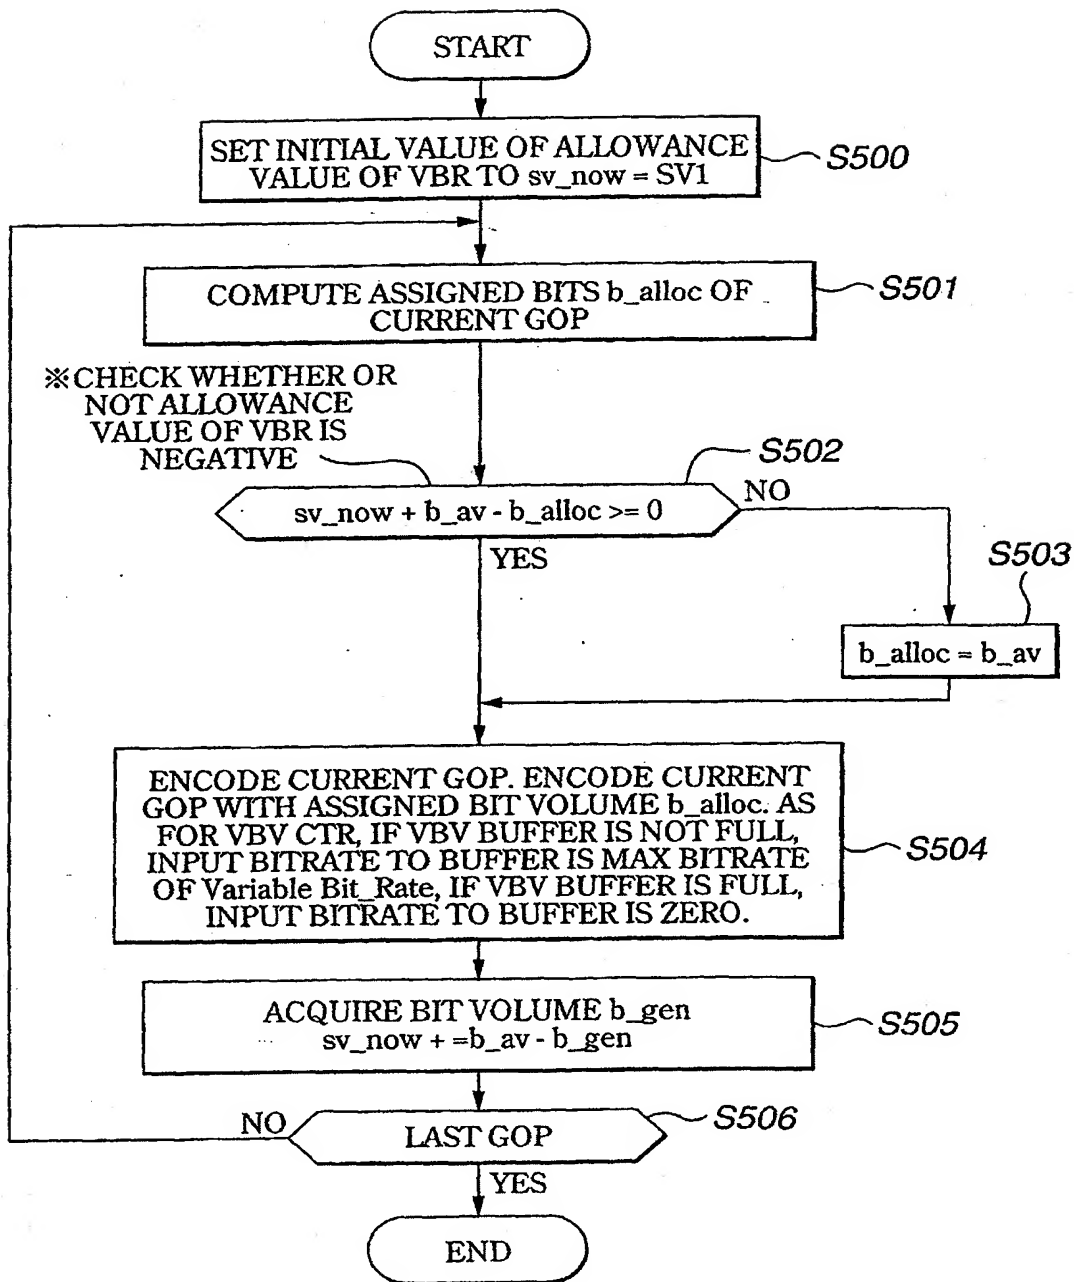 START
SET INITIAL VALUE OF ALLOWANCE
VALUE OF VBR TO sv_now = SV1
S500
COMPUTE ASSIGNED BITS b_alloc OF
CURRENT GOP
S501
※CHECK WHETHER OR
NOT ALLOWANCE
VALUE OF VBR IS
NEGATIVE
S502
sv_now + b_av - b_alloc >= 0
NO
YES
S503
b_alloc = b_av
ENCODE CURRENT GOP. ENCODE CURRENT
GOP WITH ASSIGNED BIT VOLUME b_alloc. AS
FOR VBV CTR, IF VBV BUFFER IS NOT FULL,
INPUT BITRATE TO BUFFER IS MAX BITRATE
OF Variable Bit_Rate, IF VBV BUFFER IS FULL,
INPUT BITRATE TO BUFFER IS ZERO.
S504
ACQUIRE BIT VOLUME b_gen
sv_now + =b_av - b_gen
S505
NO
LAST GOP
S506
YES
END